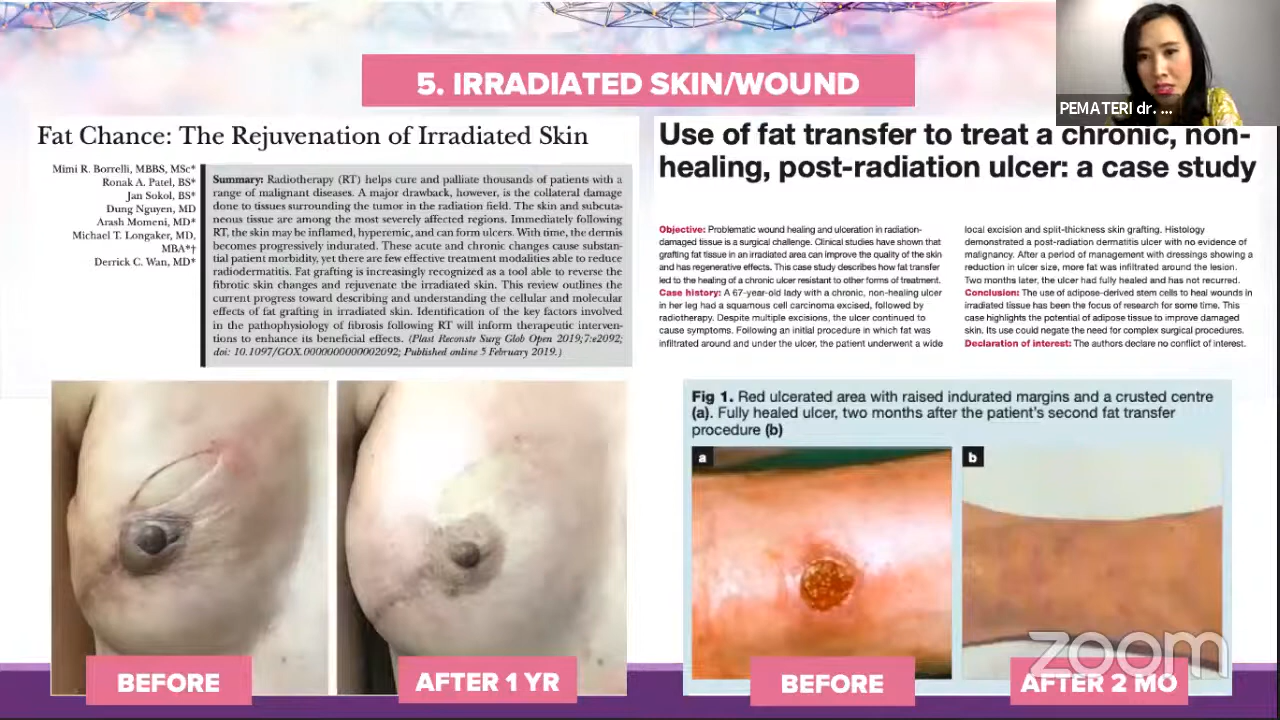 5. IRRADIATED SKIN/WOUND
PEMATERI dr. ...
Fat Chance: The Rejuvenation of Irradiated Skin
Mimi R. Borrelli, MBBS, MSc*
Ronak A. Patel, BS*
Jan Sokol, BS*
Dung Nguyen, MD
Arash Momeni, MD*
Michael T. Longaker, MD,
MBA*†
Derrick C. Wan, MD*
Summary: Radiotherapy (RT) helps cure and palliate thousands of patients with a
range of malignant diseases. A major drawback, however, is the collateral damage
done to tissues surrounding the tumor in the radiation field. The skin and subcuta-
neous tissue are among the most severely affected regions. Immediately following
RT, the skin may be inflamed, hyperemic, and can form ulcers. With time, the dermis
becomes progressively indurated. These acute and chronic changes cause substan-
tial patient morbidity, yet there are few effective treatment modalities able to reduce
radiodermatitis. Fat grafting is increasingly recognized as a tool able to reverse the
fibrotic skin changes and rejuvenate the irradiated skin. This review outlines the
current progress toward describing and understanding the cellular and molecular
effects of fat grafting in irradiated skin. Identification of the key factors involved
in the pathophysiology of fibrosis following RT will inform therapeutic interven-
tions to enhance its beneficial effects. (Plast Reconstr Surg Glob Open 2019;7:e2092;
doi: 10.1097/GOX.0000000000002092; Published online 5 February 2019.)
Use of fat transfer to treat a chronic, non-
healing, post-radiation ulcer: a case study
Objective: Problematic wound healing and ulceration in radiation-
damaged tissue is a surgical challenge. Clinical studies have shown that
grafting fat tissue in an irradiated area can improve the quality of the skin
and has regenerative effects. This case study describes how fat transfer
led to the healing of a chronic ulcer resistant to other forms of treatment.
Case history: A 67-year-old lady with a chronic, non-healing ulcer
in her leg had a squamous cell carcinoma excised, followed by
radiotherapy. Despite multiple excisions, the ulcer continued to
cause symptoms. Following an initial procedure in which fat was
infiltrated around and under the ulcer, the patient underwent a wide
local excision and split-thickness skin grafting. Histology
demonstrated a post-radiation dermatitis ulcer with no evidence of
malignancy. After a period of management with dressings showing a
reduction in ulcer size, more fat was infiltrated around the lesion.
Two months later, the ulcer had fully healed and has not recurred.
Conclusion: The use of adipose-derived stem cells to heal wounds in
irradiated tissue has been the focus of research for some time. This
case highlights the potential of adipose tissue to improve damaged
skin. Its use could negate the need for complex surgical procedures.
Declaration of interest: The authors declare no conflict of interest.
Fig 1. Red ulcerated area with raised indurated margins and a crusted centre
(a). Fully healed ulcer, two months after the patient's second fat transfer
procedure (b)
a
b
BEFORE
AFTER 1 YR
BEFORE
AFTER 2 MO
zoom